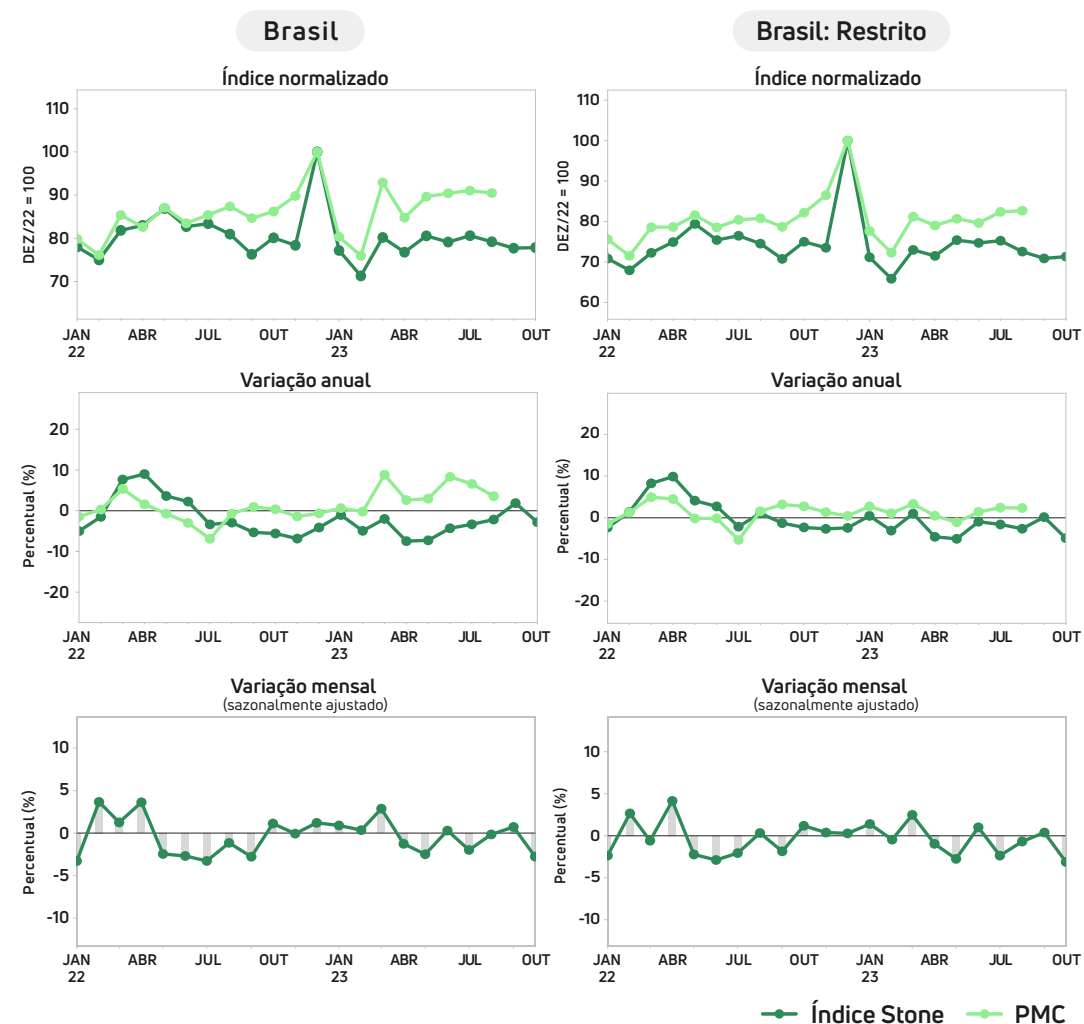 Brasil
Índice normalizado
DEZ/22 = 100
110
100
90
80
70
JAN ABR JUL OUT JAN ABR JUL OUT
22 23
Variação anual
Percentual (%)
20
10
0
-10
-20
JAN ABR JUL OUT JAN ABR JUL OUT
22 23
Variação mensal
(sazonalmente ajustado)
Percentual (%)
10
5
0
-5
-10
JAN ABR JUL OUT JAN ABR JUL OUT
22 23
Brasil: Restrito
Índice normalizado
DEZ/22 = 100
110
100
90
80
70
60
JAN ABR JUL OUT JAN ABR JUL OUT
22 23
Variação anual
Percentual (%)
20
10
0
-10
-20
JAN ABR JUL OUT JAN ABR JUL OUT
22 23
Variação mensal
(sazonalmente ajustado)
Percentual (%)
10
5
0
-5
-10
JAN ABR JUL OUT JAN ABR JUL OUT
22 23
Índice Stone PMC